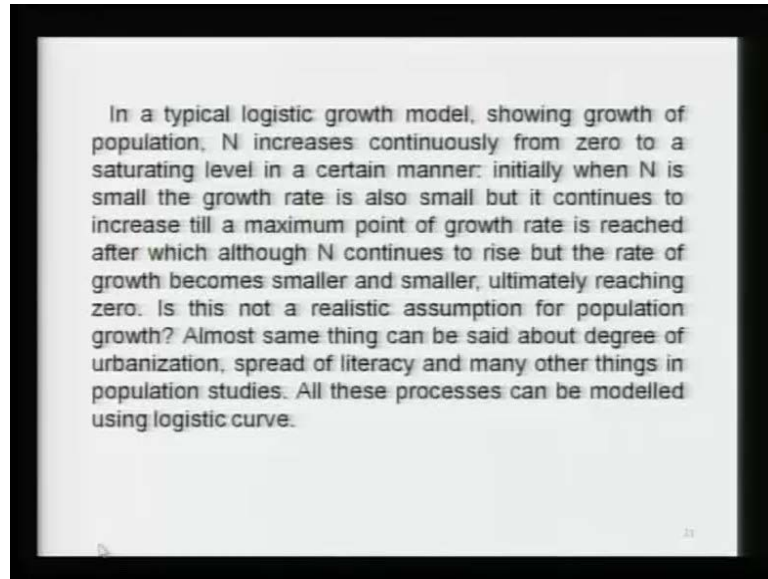 In a typical logistic growth model, showing growth of
population, N increases continuously from zero to a
saturating level in a certain manner: initially when N is
small the growth rate is also small but it continues to
increase till a maximum point of growth rate is reached
after which although N continues to rise but the rate of
growth becomes smaller and smaller, ultimately reaching
zero. Is this not a realistic assumption for population
growth? Almost same thing can be said about degree of
urbanization, spread of literacy and many other things in
population studies. All these processes can be modelled
using logistic curve.